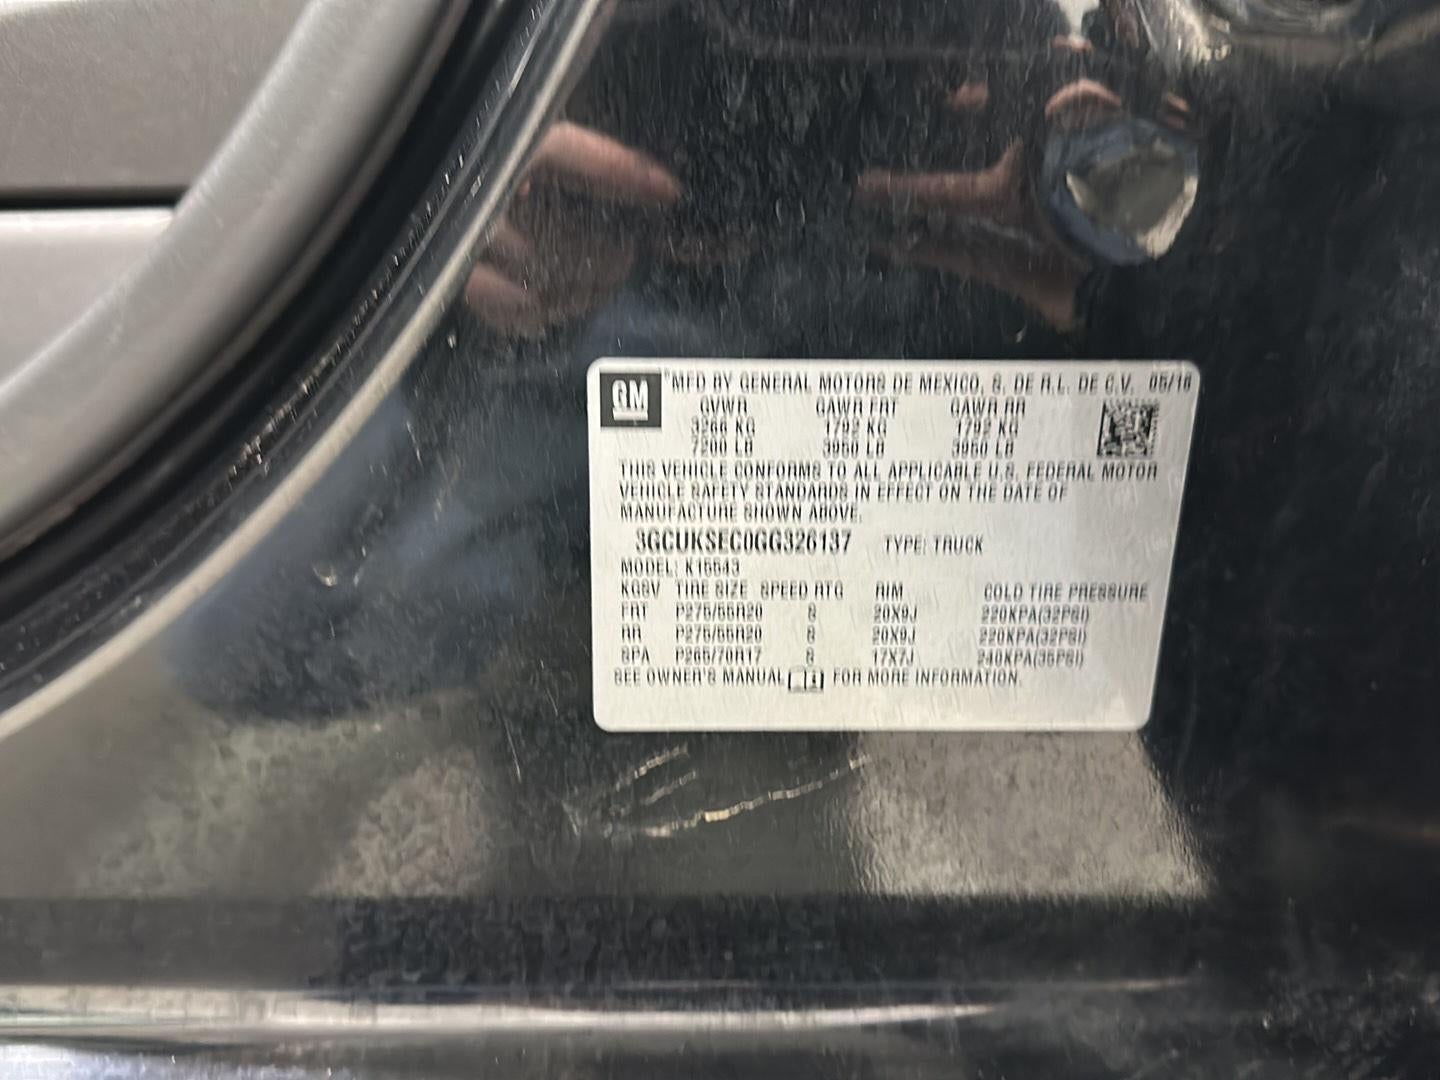 GM MFD BY GENERAL MOTORS DE MEXICO, S. DE R.L. DE C.V. 05/16
GVWR GAWR FRT GAWR RR
3266 KG 1792 KG 1792 KG
7200 LB 3950 LB 3950 LB
THIS VEHICLE CONFORMS TO ALL APPLICABLE U.S. FEDERAL MOTOR
VEHICLE SAFETY STANDARDS IN EFFECT ON THE DATE OF
MANUFACTURE SHOWN ABOVE.
3GCUKSEC0GG326137 TYPE: TRUCK
MODEL: K15543
KGSV TIRE SIZE SPEED RTG RIM COLD TIRE PRESSURE
FRT P275/55R20 S 20X9J 220KPA(32PSI)
RR P275/55R20 S 20X9J 220KPA(32PSI)
SPA P265/70R17 S 17X7J 240KPA(35PSI)
SEE OWNER'S MANUAL FOR MORE INFORMATION.